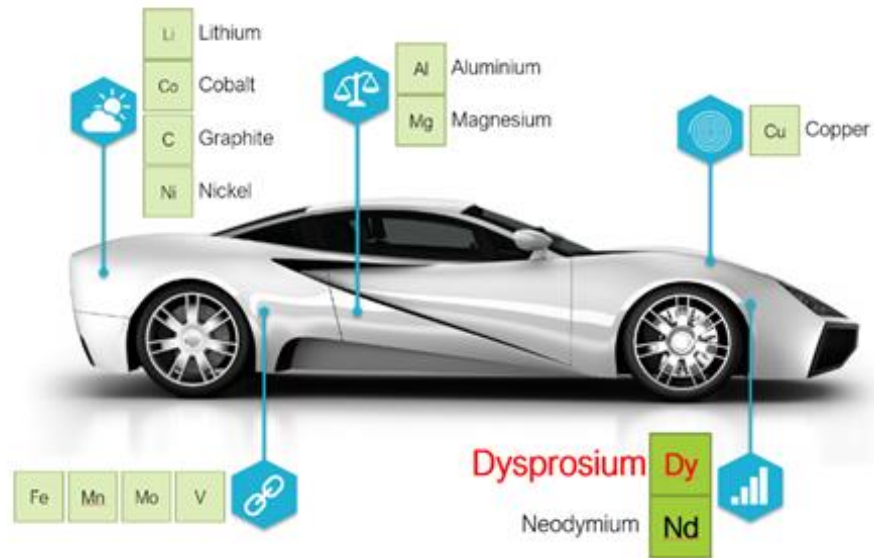 Li Lithium
Co Cobalt
C Graphite
Ni Nickel
Al Aluminium
Mg Magnesium
Cu Copper
Fe Mn Mo V
Dysprosium Dy
Neodymium Nd